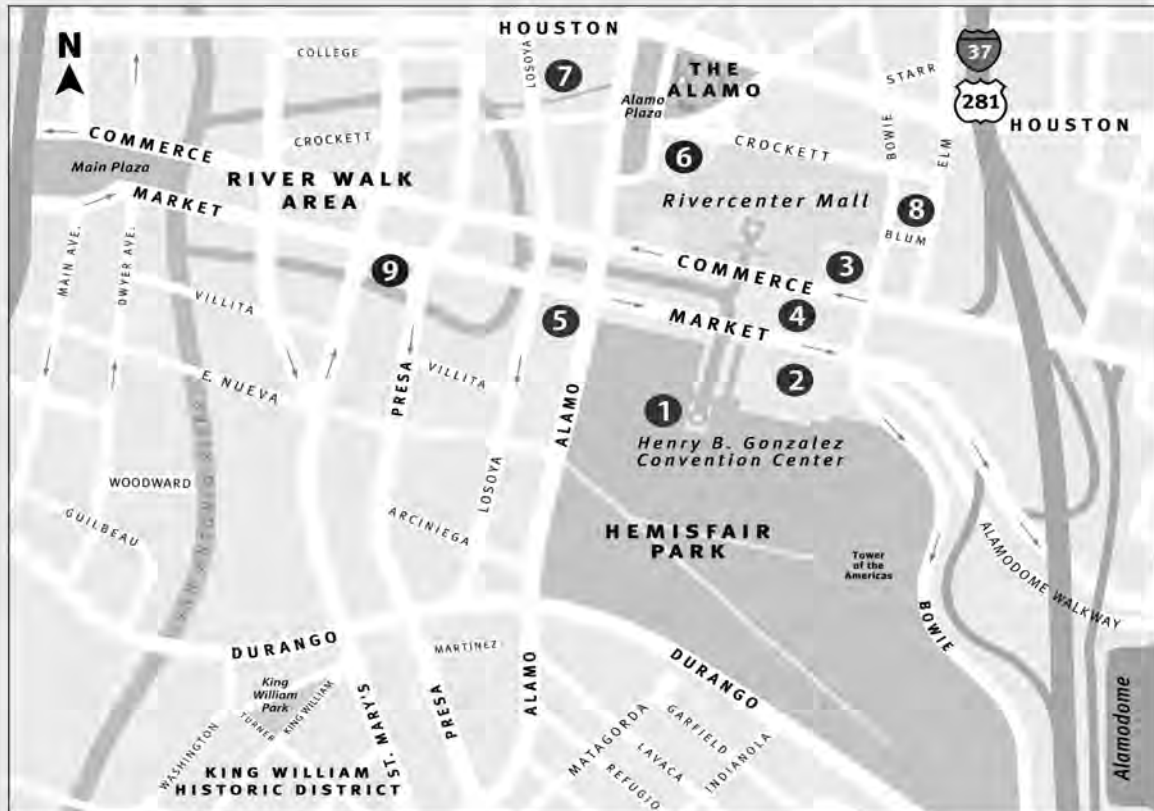 N
HOUSTON
37
281
COLLEGE
LOSOYA
7
THE
ALAMO
Alamo
Plaza
STARR
BOWIE
ELM
HOUSTON
COMMERCE
CROCKETT
6
CROCKETT
Main Plaza
RIVER WALK
AREA
MARKET
Rivercenter Mall
8
BLUM
MAIN AVE.
DWYER AVE.
9
COMMERCE
3
VILLITA
5
MARKET
4
E. NUEVA
PRESA
VILLITA
ALAMO
2
1
Henry B. Gonzalez
Convention Center
SAN ANTONIO RIVER
WOODWARD
GUILBEAU
ARCINIEGA
LOSOYA
HEMISFAIR
PARK
Tower
of the
Americas
ALAMODOME WALKWAY
BOWIE
DURANGO
MARTÍNEZ
DURANGO
King
William
Park
TURNER
KING WILLIAM
WASHINGTON
ST. MARY'S
PRESA
ALAMO
MATAGORDA
GARFIELD
LAVACA
INDIANOLA
REFUGIO
KING WILLIAM
HISTORIC DISTRICT
Alamodome